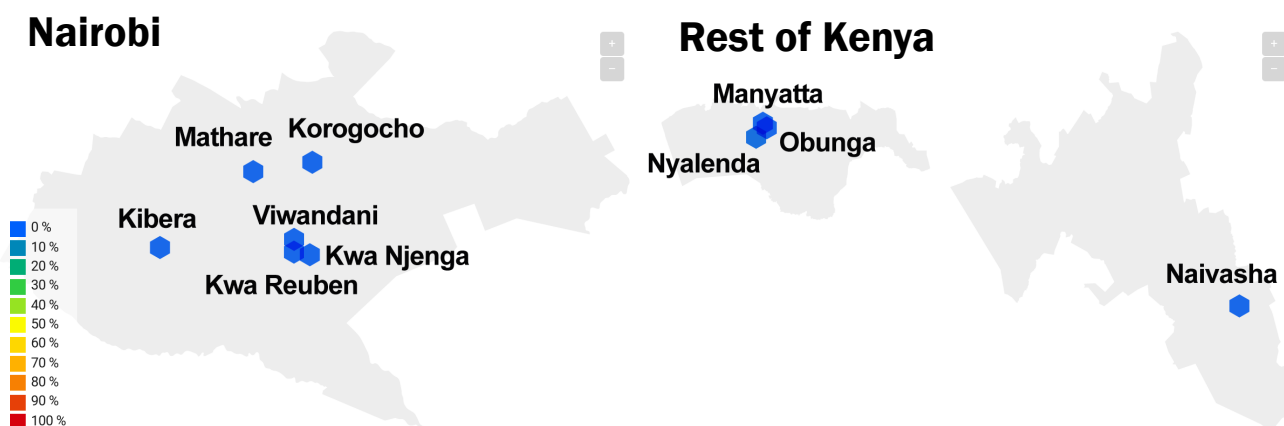 Nairobi
+
−
Mathare
Korogocho
Kibera
Viwandani
Kwa Njenga
Kwa Reuben
0 %
10 %
20 %
30 %
40 %
50 %
60 %
70 %
80 %
90 %
100 %
Rest of Kenya
+
−
Manyatta
Obunga
Nyalenda
Naivasha